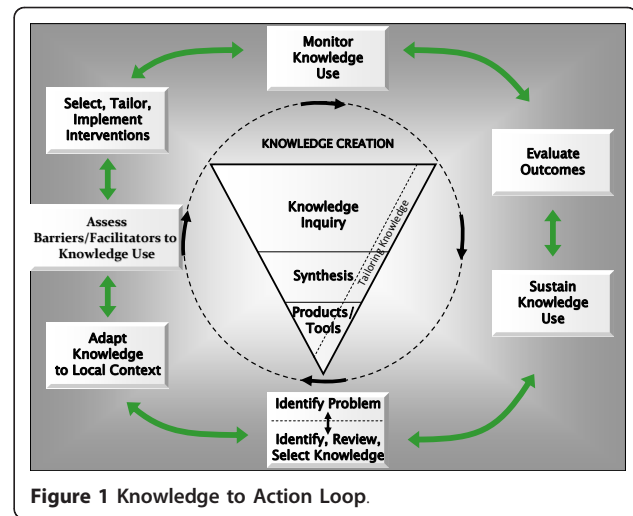 Monitor
Knowledge
Use
Select, Tailor,
Implement
Interventions
KNOWLEDGE CREATION
Evaluate
Outcomes
Knowledge
Inquiry
Tailoring Knowledge
Assess
Barriers/Facilitators to
Knowledge Use
Synthesis
Products/
Tools
Sustain
Knowledge
Use
Adapt
Knowledge
to Local Context
Identify Problem
Identify, Review,
Select Knowledge
Figure 1 Knowledge to Action Loop.